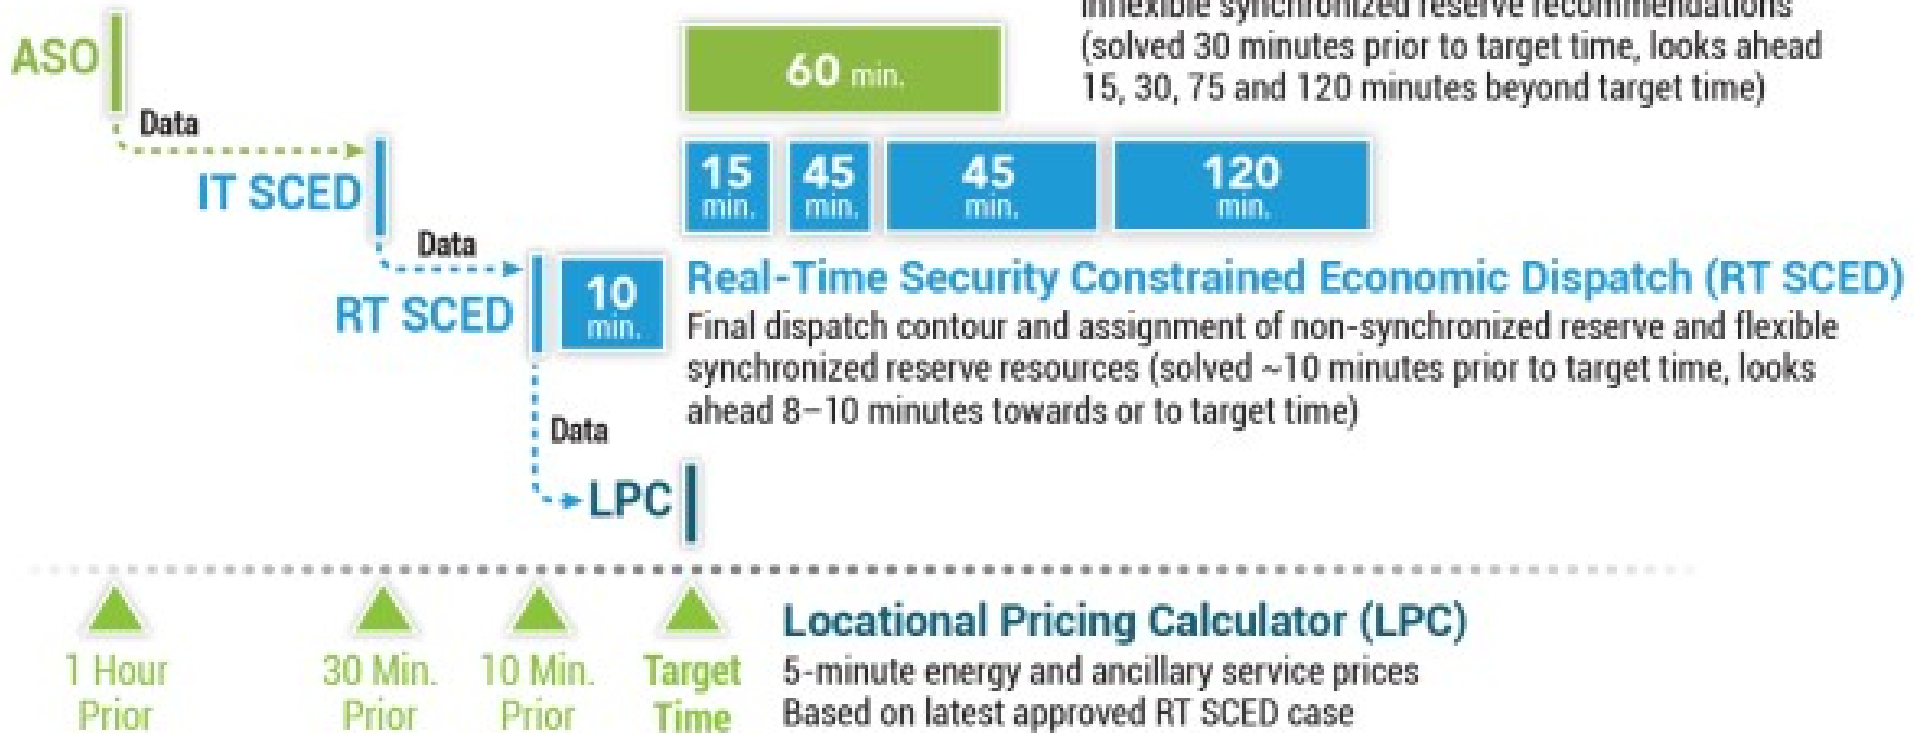 inflexible synchronized reserve recommendations
(solved 30 minutes prior to target time, looks ahead
15, 30, 75 and 120 minutes beyond target time)
ASO
60 min.
Data
IT SCED
15 min.
45 min.
45 min.
120 min.
Data
RT SCED
10 min.
Real-Time Security Constrained Economic Dispatch (RT SCED)
Final dispatch contour and assignment of non-synchronized reserve and flexible
synchronized reserve resources (solved ~10 minutes prior to target time, looks
ahead 8–10 minutes towards or to target time)
Data
LPC
1 Hour
Prior
30 Min.
Prior
10 Min.
Prior
Target
Time
Locational Pricing Calculator (LPC)
5-minute energy and ancillary service prices
Based on latest approved RT SCED case